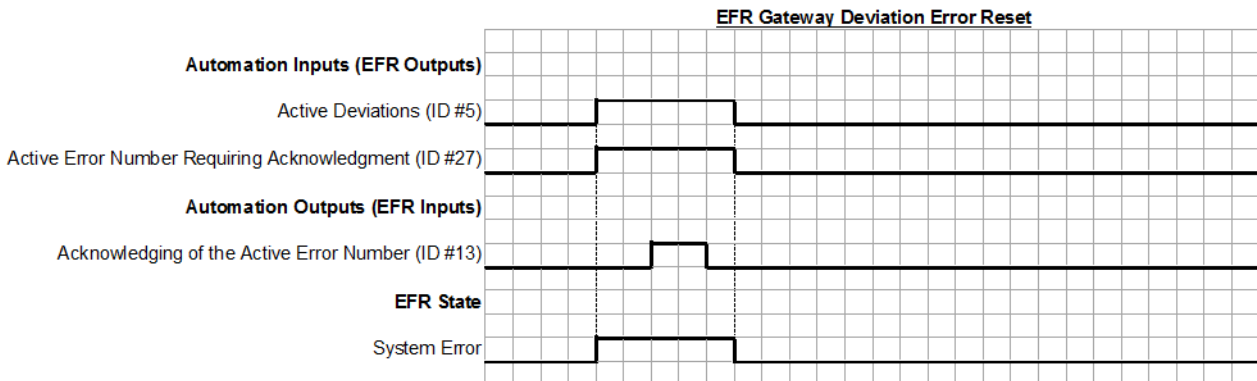 EFR Gateway Deviation Error Reset
Automation Inputs (EFR Outputs)
Active Deviations (ID #5)
Active Error Number Requiring Acknowledgment (ID #27)
Automation Outputs (EFR Inputs)
Acknowledging of the Active Error Number (ID #13)
EFR State
System Error